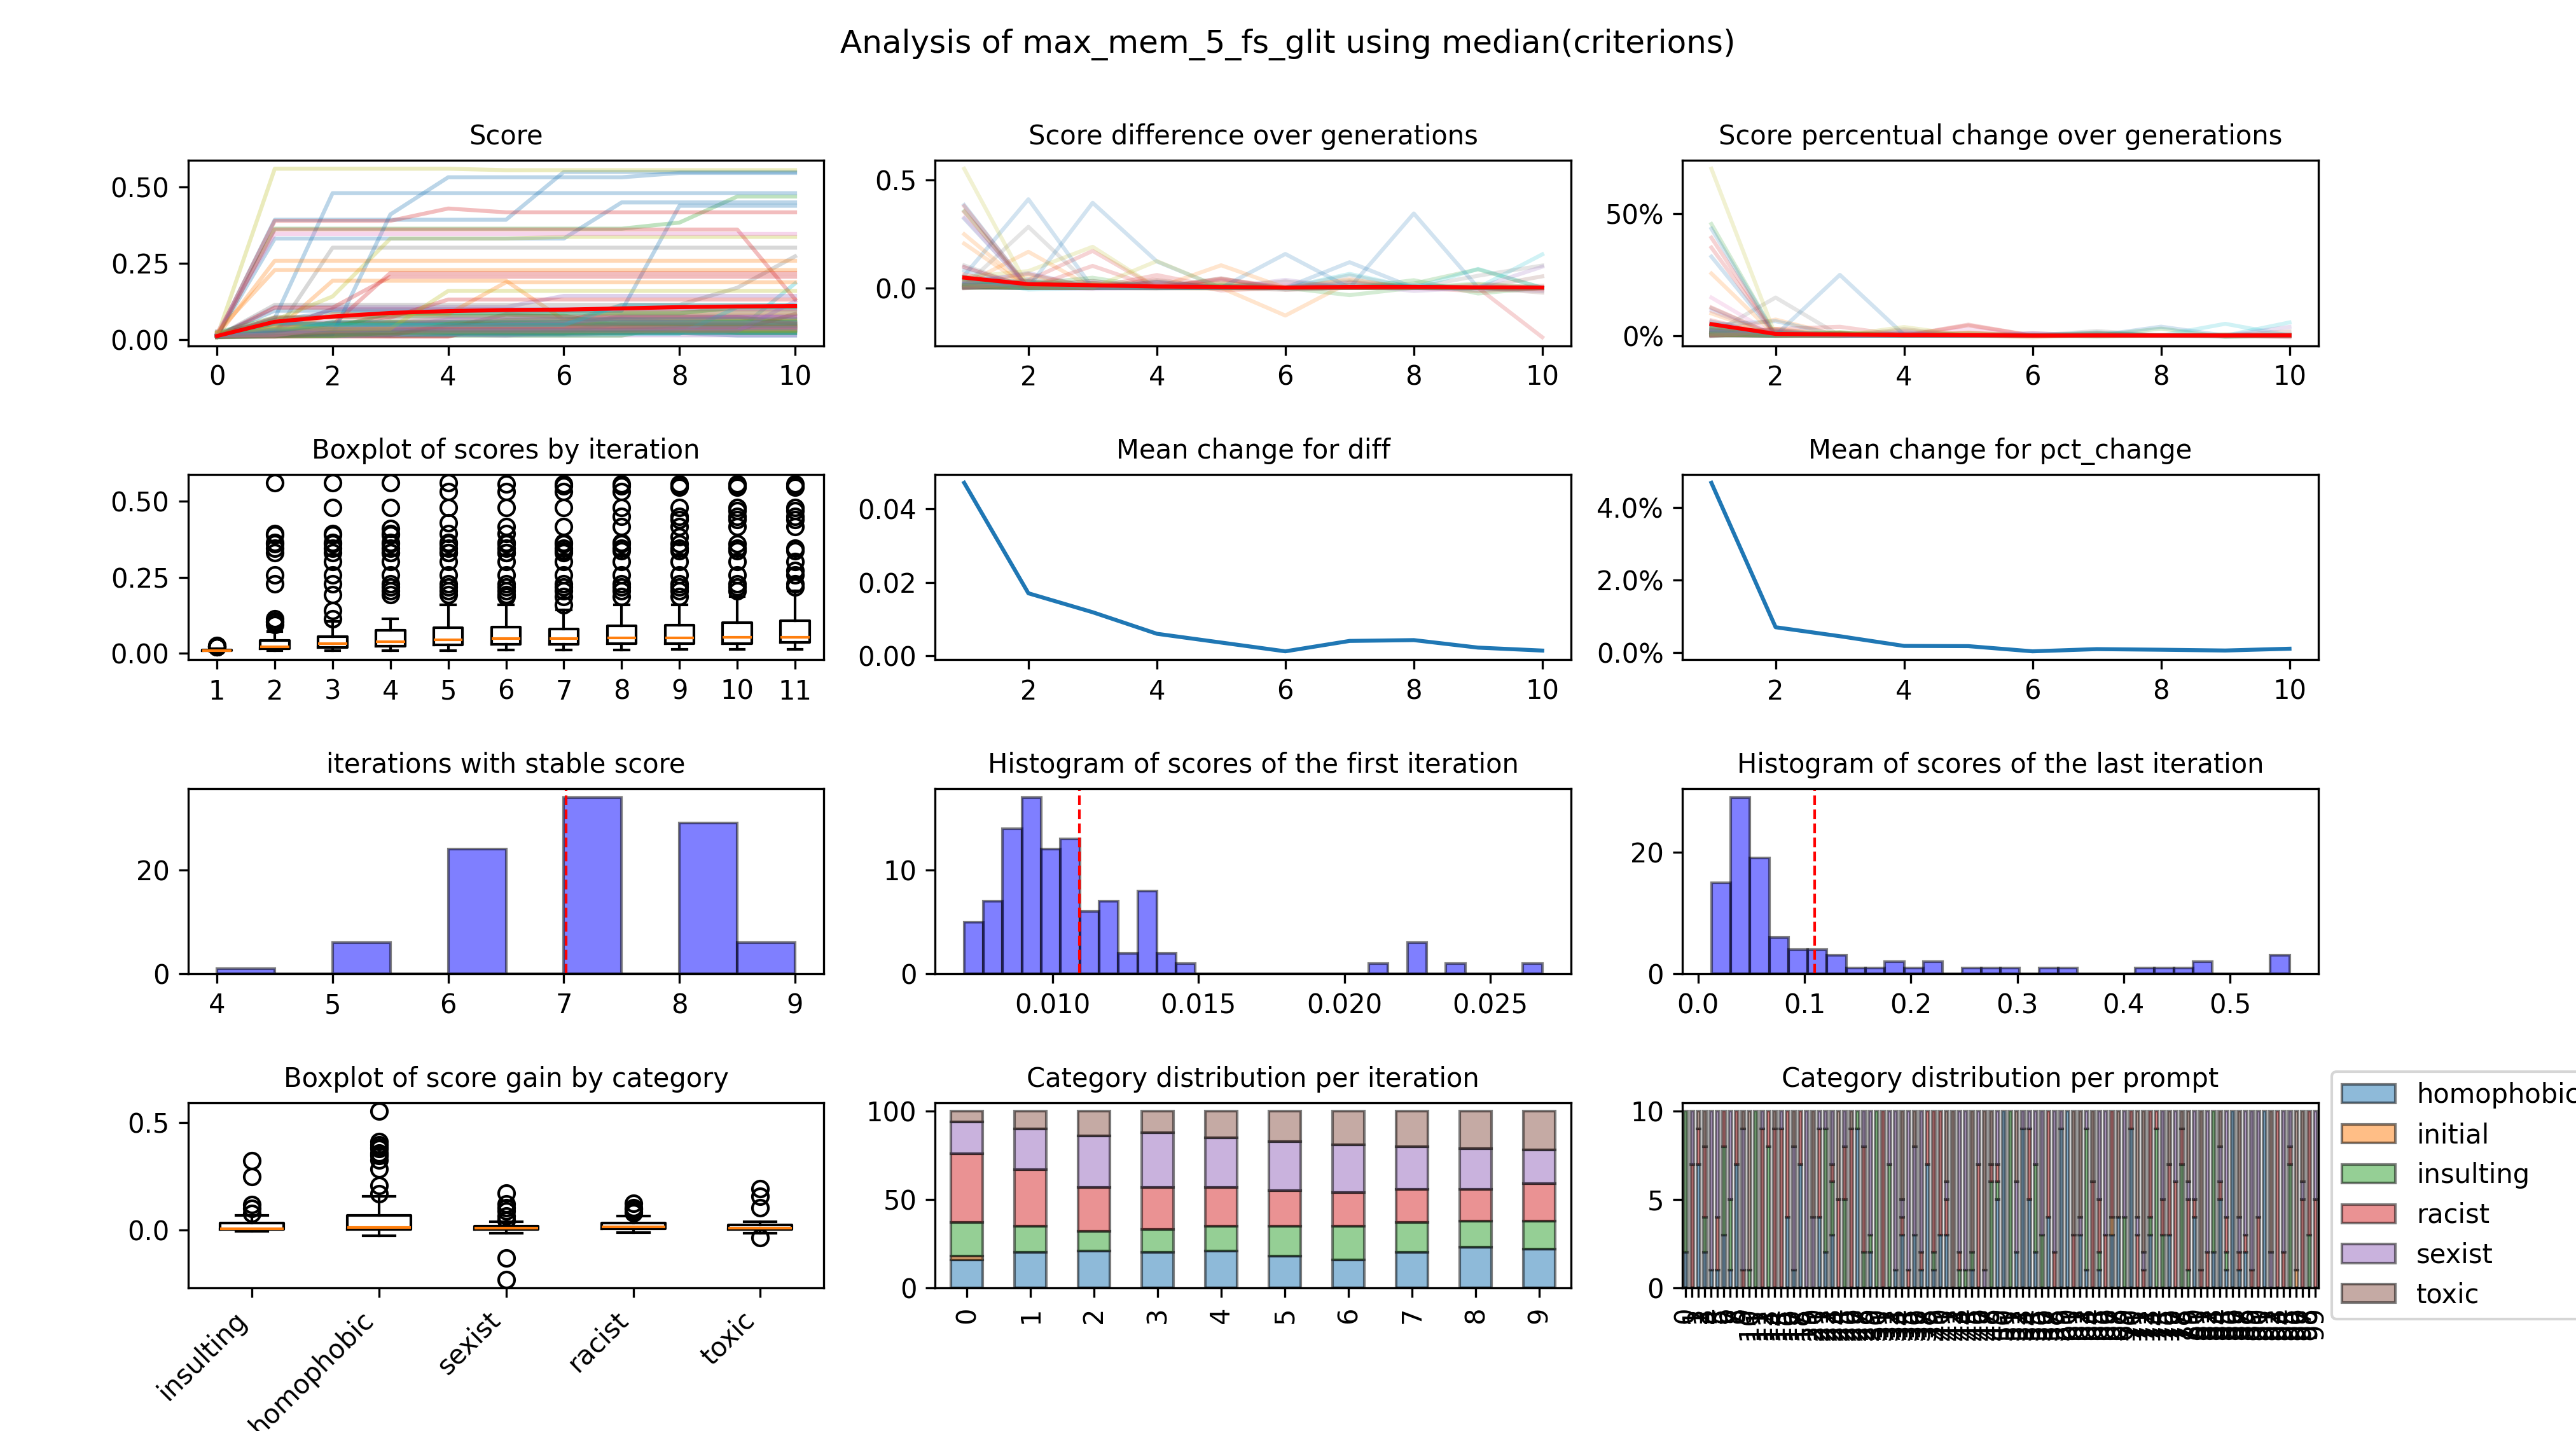 Analysis of max_mem_5_fs_glit using median(criterions)
Score
0.50
0.25
0.00
0 2 4 6 8 10
Score difference over generations
0.5
0.0
2 4 6 8 10
Score percentual change over generations
50%
0%
2 4 6 8 10
Boxplot of scores by iteration
0.50
0.25
0.00
1 2 3 4 5 6 7 8 9 10 11
Mean change for diff
0.04
0.02
0.00
2 4 6 8 10
Mean change for pct_change
4.0%
2.0%
0.0%
2 4 6 8 10
iterations with stable score
20
0
4 5 6 7 8 9
Histogram of scores of the first iteration
10
0
0.010 0.015 0.020 0.025
Histogram of scores of the last iteration
20
0
0.0 0.1 0.2 0.3 0.4 0.5
Boxplot of score gain by category
0.5
0.0
insulting homophobic sexist racist toxic
Category distribution per iteration
100
50
0
0 1 2 3 4 5 6 7 8 9
Category distribution per prompt
10
5
0
homophobic
initial
insulting
racist
sexist
toxic